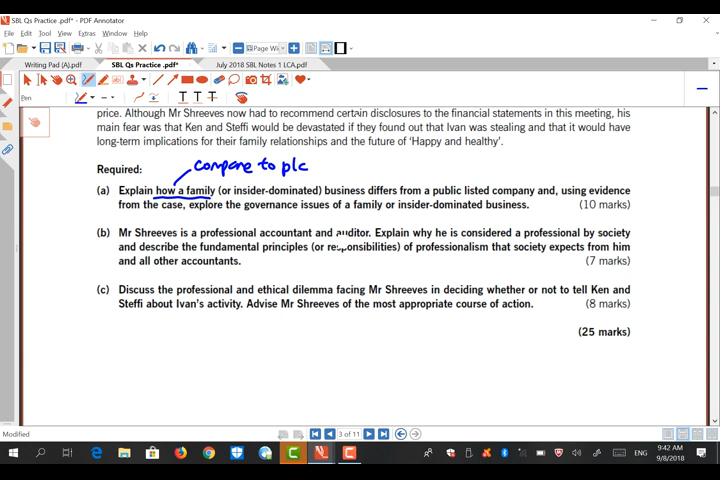 SBL Qs Practice .pdf* - PDF Annotator
File Edit Tool Extras Window Help
Page Wi
Writing Pad (A).pdf SBL Qs Practice .pdf* July 2018 SBL Notes 1 LCA.pdf
Pen
price. Although Mr Shreeves now had to recommend certain disclosures to the financial statements in this meeting, his
main fear was that Ken and Steffi would be devastated if they found out that Ivan was stealing and that it would have
long-term implications for their family relationships and the future of ‘Happy and healthy’.
compare to plc
Required:
(a) Explain how a family (or insider-dominated) business differs from a public listed company and, using evidence
from the case, explore the governance issues of a family or insider-dominated business. (10 marks)
(b) Mr Shreeves is a professional accountant and auditor. Explain why he is considered a professional by society
and describe the fundamental principles (or responsibilities) of professionalism that society expects from him
and all other accountants. (7 marks)
(c) Discuss the professional and ethical dilemma facing Mr Shreeves in deciding whether or not to tell Ken and
Steffi about Ivan’s activity. Advise Mr Shreeves of the most appropriate course of action. (8 marks)
(25 marks)
Modified 3 of 11
ENG 9:42 AM
9/8/2018